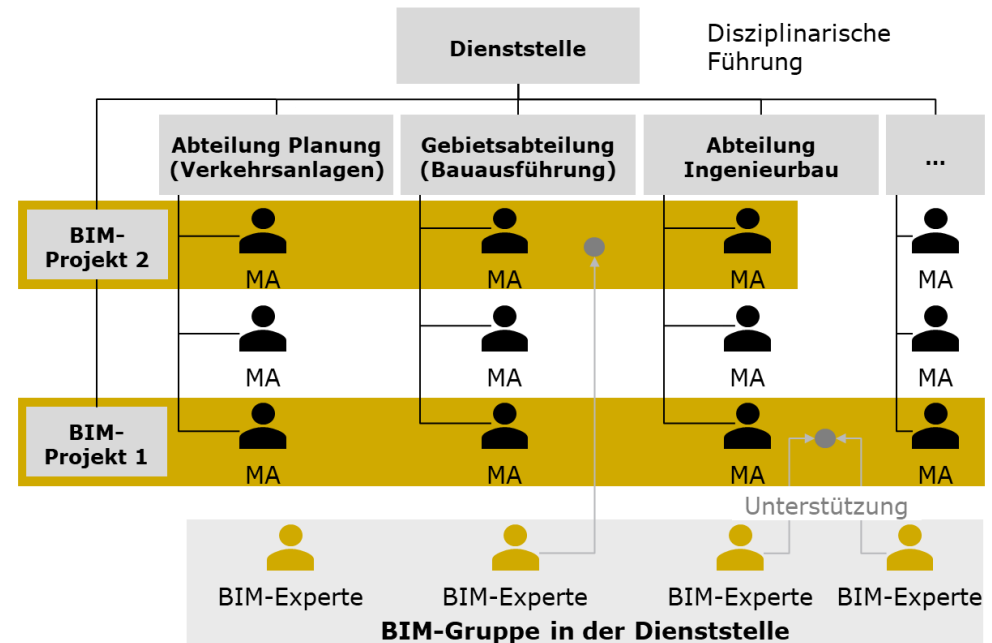 Dienststelle
Disziplinarische
Führung
Abteilung Planung
(Verkehrsanlagen)
Gebietsabteilung
(Bauausführung)
Abteilung
Ingenieurbau
...
BIM-
Projekt 2
MA
MA
MA
MA
MA
MA
MA
MA
BIM-
Projekt 1
MA
MA
MA
MA
Unterstützung
BIM-Experte
BIM-Experte
BIM-Experte
BIM-Experte
BIM-Gruppe in der Dienststelle